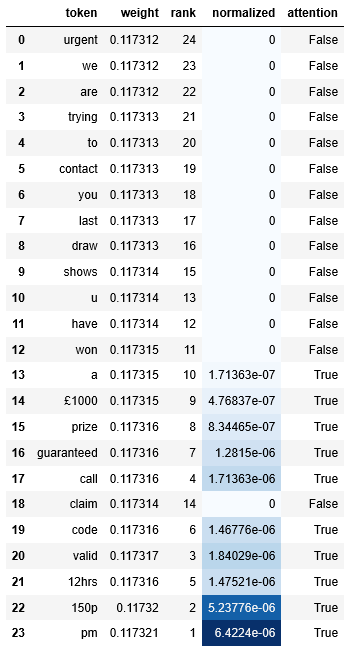 token weight rank normalized attention
0 urgent 0.117312 24 0 False
1 we 0.117312 23 0 False
2 are 0.117312 22 0 False
3 trying 0.117313 21 0 False
4 to 0.117313 20 0 False
5 contact 0.117313 19 0 False
6 you 0.117313 18 0 False
7 last 0.117313 17 0 False
8 draw 0.117313 16 0 False
9 shows 0.117314 15 0 False
10 u 0.117314 13 0 False
11 have 0.117314 12 0 False
12 won 0.117315 11 0 False
13 a 0.117315 10 1.71363e-07 True
14 £1000 0.117315 9 4.76837e-07 True
15 prize 0.117316 8 8.34465e-07 True
16 guaranteed 0.117316 7 1.2815e-06 True
17 call 0.117316 4 1.71363e-06 True
18 claim 0.117314 14 0 False
19 code 0.117316 6 1.46776e-06 True
20 valid 0.117317 3 1.84029e-06 True
21 12hrs 0.117316 5 1.47521e-06 True
22 150p 0.11732 2 5.23776e-06 True
23 pm 0.117321 1 6.4224e-06 True